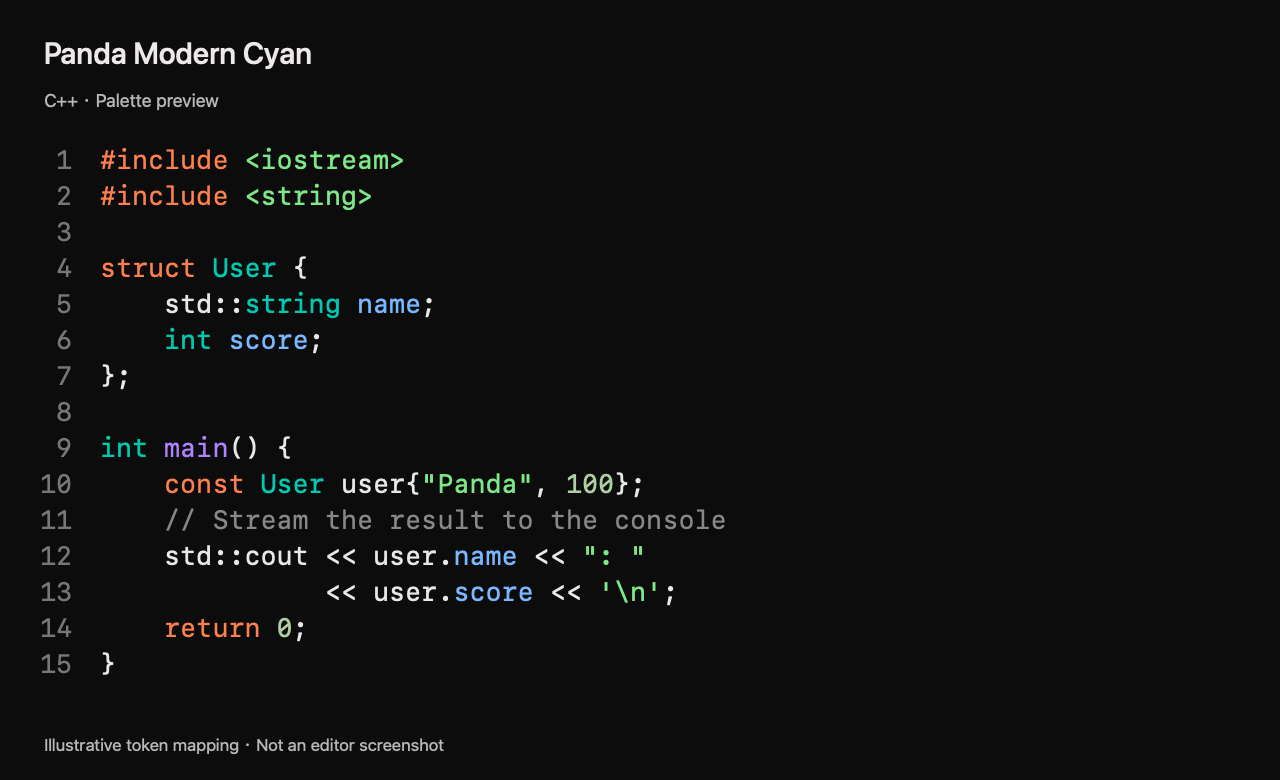 Panda Modern Cyan
C++ · Palette preview
1 #include <iostream>
2 #include <string>
3
4 struct User {
5     std::string name;
6     int score;
7 };
8
9 int main() {
10     const User user{"Panda", 100};
11     // Stream the result to the console
12     std::cout << user.name << ": "
13               << user.score << '\n';
14     return 0;
15 }
Illustrative token mapping · Not an editor screenshot